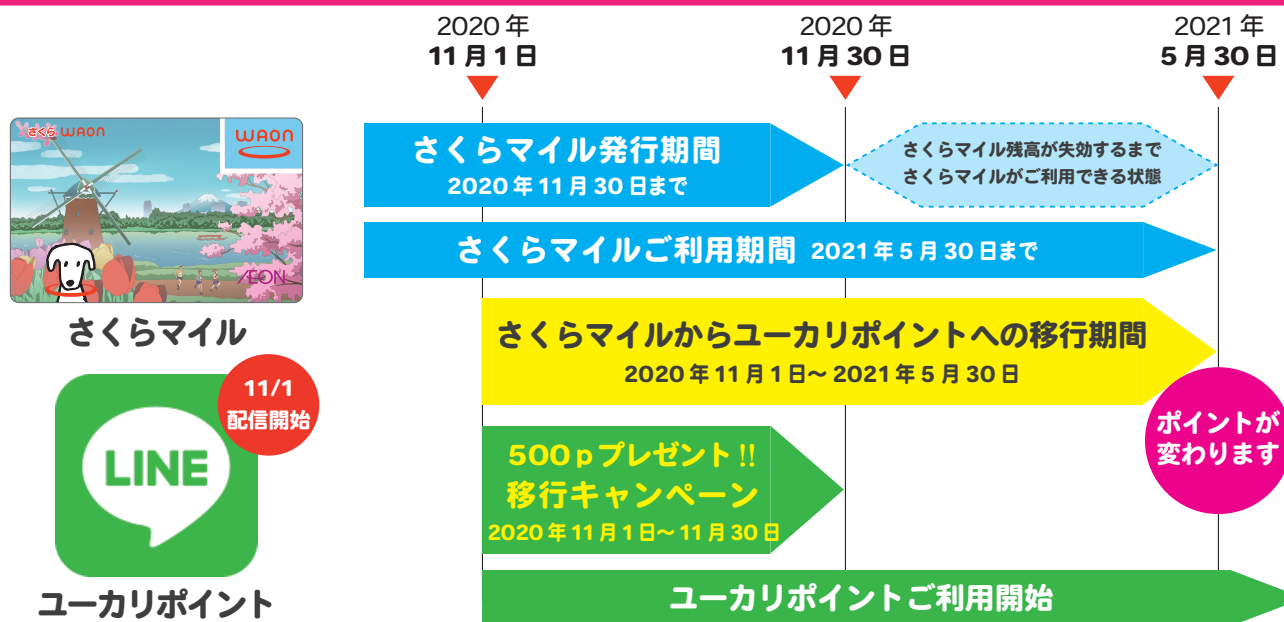 2020年
11月1日
2020年
11月30日
2021年
5月30日
さくら WAON
WAON
ÆON
さくらマイル
11/1
配信開始
LINE
ユーカリポイント
さくらマイル発行期間
2020年11月30日まで
さくらマイル残高が失効するまで
さくらマイルがご利用できる状態
さくらマイルご利用期間 2021年5月30日まで
さくらマイルからユーカリポイントへの移行期間
2020年11月1日〜2021年5月30日
500pプレゼント!!
移行キャンペーン
2020年11月1日〜11月30日
ポイントが
変わります
ユーカリポイントご利用開始